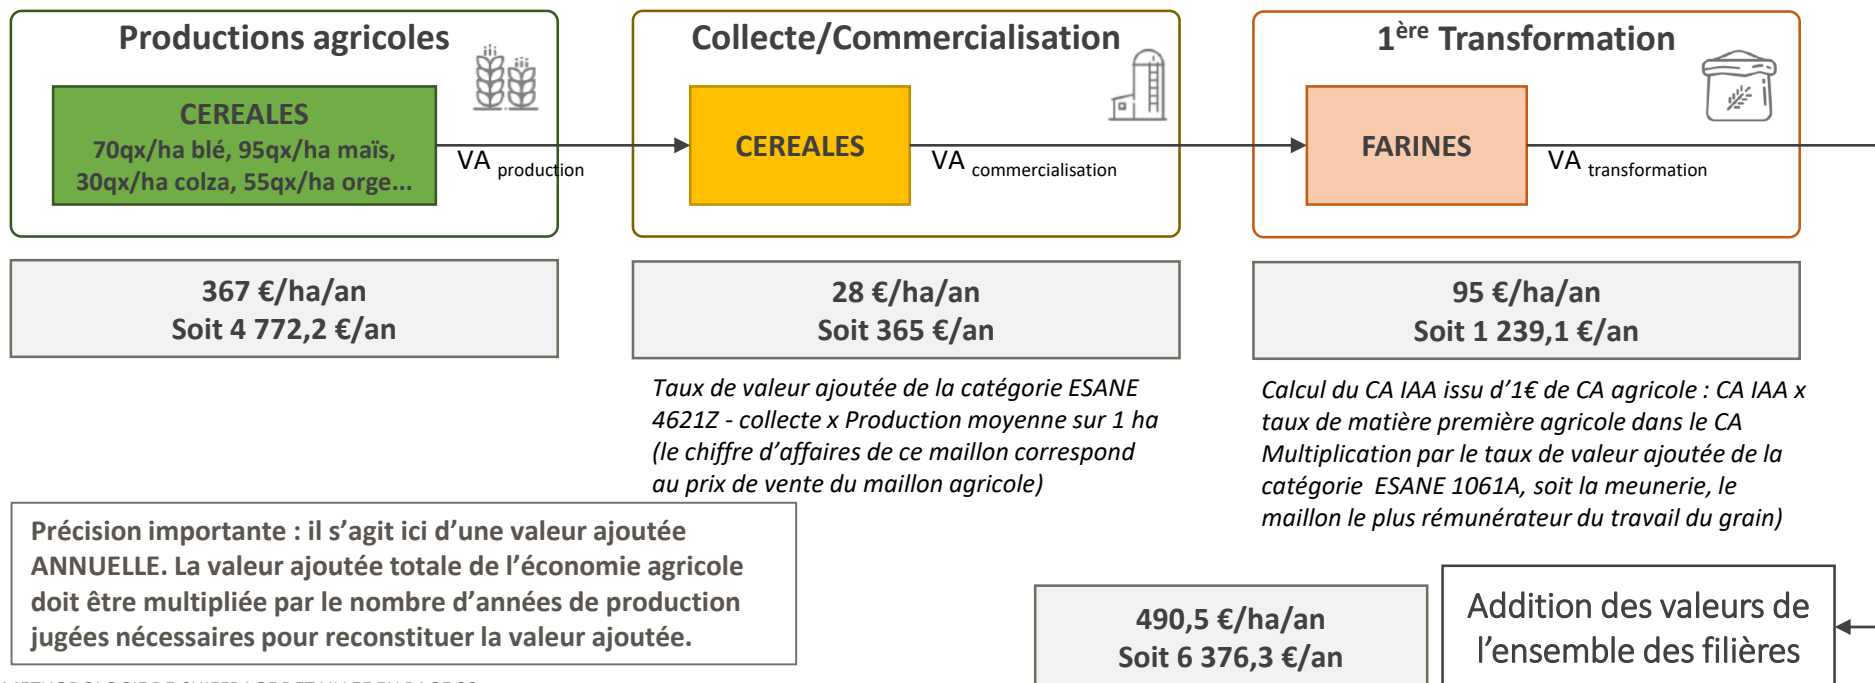 Productions agricoles
CEREALES
70qx/ha blé, 95qx/ha maïs,
30qx/ha colza, 55qx/ha orge...
VA production
367 €/ha/an
Soit 4 772,2 €/an
Collecte/Commercialisation
CEREALES
VA commercialisation
28 €/ha/an
Soit 365 €/an
Taux de valeur ajoutée de la catégorie ESANE
4621Z - collecte x Production moyenne sur 1 ha
(le chiffre d’affaires de ce maillon correspond
au prix de vente du maillon agricole)
1ère Transformation
FARINES
VA transformation
95 €/ha/an
Soit 1 239,1 €/an
Calcul du CA IAA issu d’1€ de CA agricole : CA IAA x
taux de matière première agricole dans le CA
Multiplication par le taux de valeur ajoutée de la
catégorie ESANE 1061A, soit la meunerie, le
maillon le plus rémunérateur du travail du grain)
Précision importante : il s’agit ici d’une valeur ajoutée
ANNUELLE. La valeur ajoutée totale de l’économie agricole
doit être multipliée par le nombre d’années de production
jugées nécessaires pour reconstituer la valeur ajoutée.
490,5 €/ha/an
Soit 6 376,3 €/an
Addition des valeurs de
l’ensemble des filières